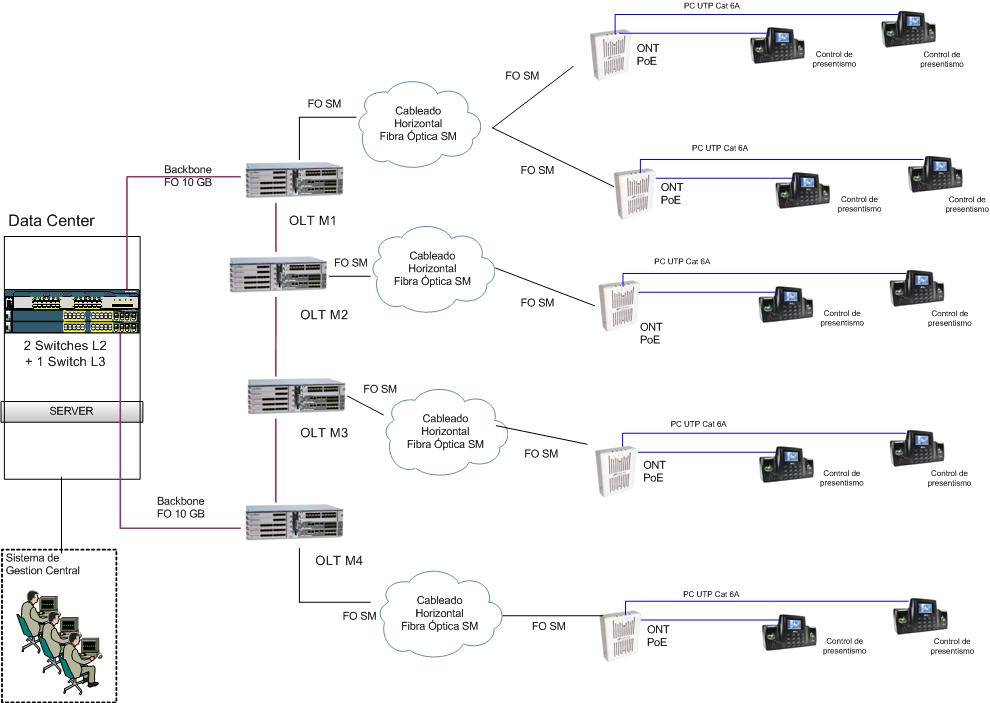 PC UTP Cat 6A
ONT
PoE
Control de
presentismo
Control de
presentismo
FO SM
FO SM
Cableado
Horizontal
Fibra Óptica SM
FO SM
PC UTP Cat 6A
ONT
PoE
Control de
presentismo
Control de
presentismo
Backbone
FO 10 GB
OLT M1
Data Center
FO SM
Cableado
Horizontal
Fibra Óptica SM
FO SM
PC UTP Cat 6A
ONT
PoE
Control de
presentismo
Control de
presentismo
OLT M2
2 Switches L2
+ 1 Switch L3
SERVER
FO SM
Cableado
Horizontal
Fibra Óptica SM
FO SM
PC UTP Cat 6A
ONT
PoE
Control de
presentismo
Control de
presentismo
OLT M3
Backbone
FO 10 GB
OLT M4
Sistema de
Gestion Central
FO SM
Cableado
Horizontal
Fibra Óptica SM
FO SM
PC UTP Cat 6A
ONT
PoE
Control de
presentismo
Control de
presentismo